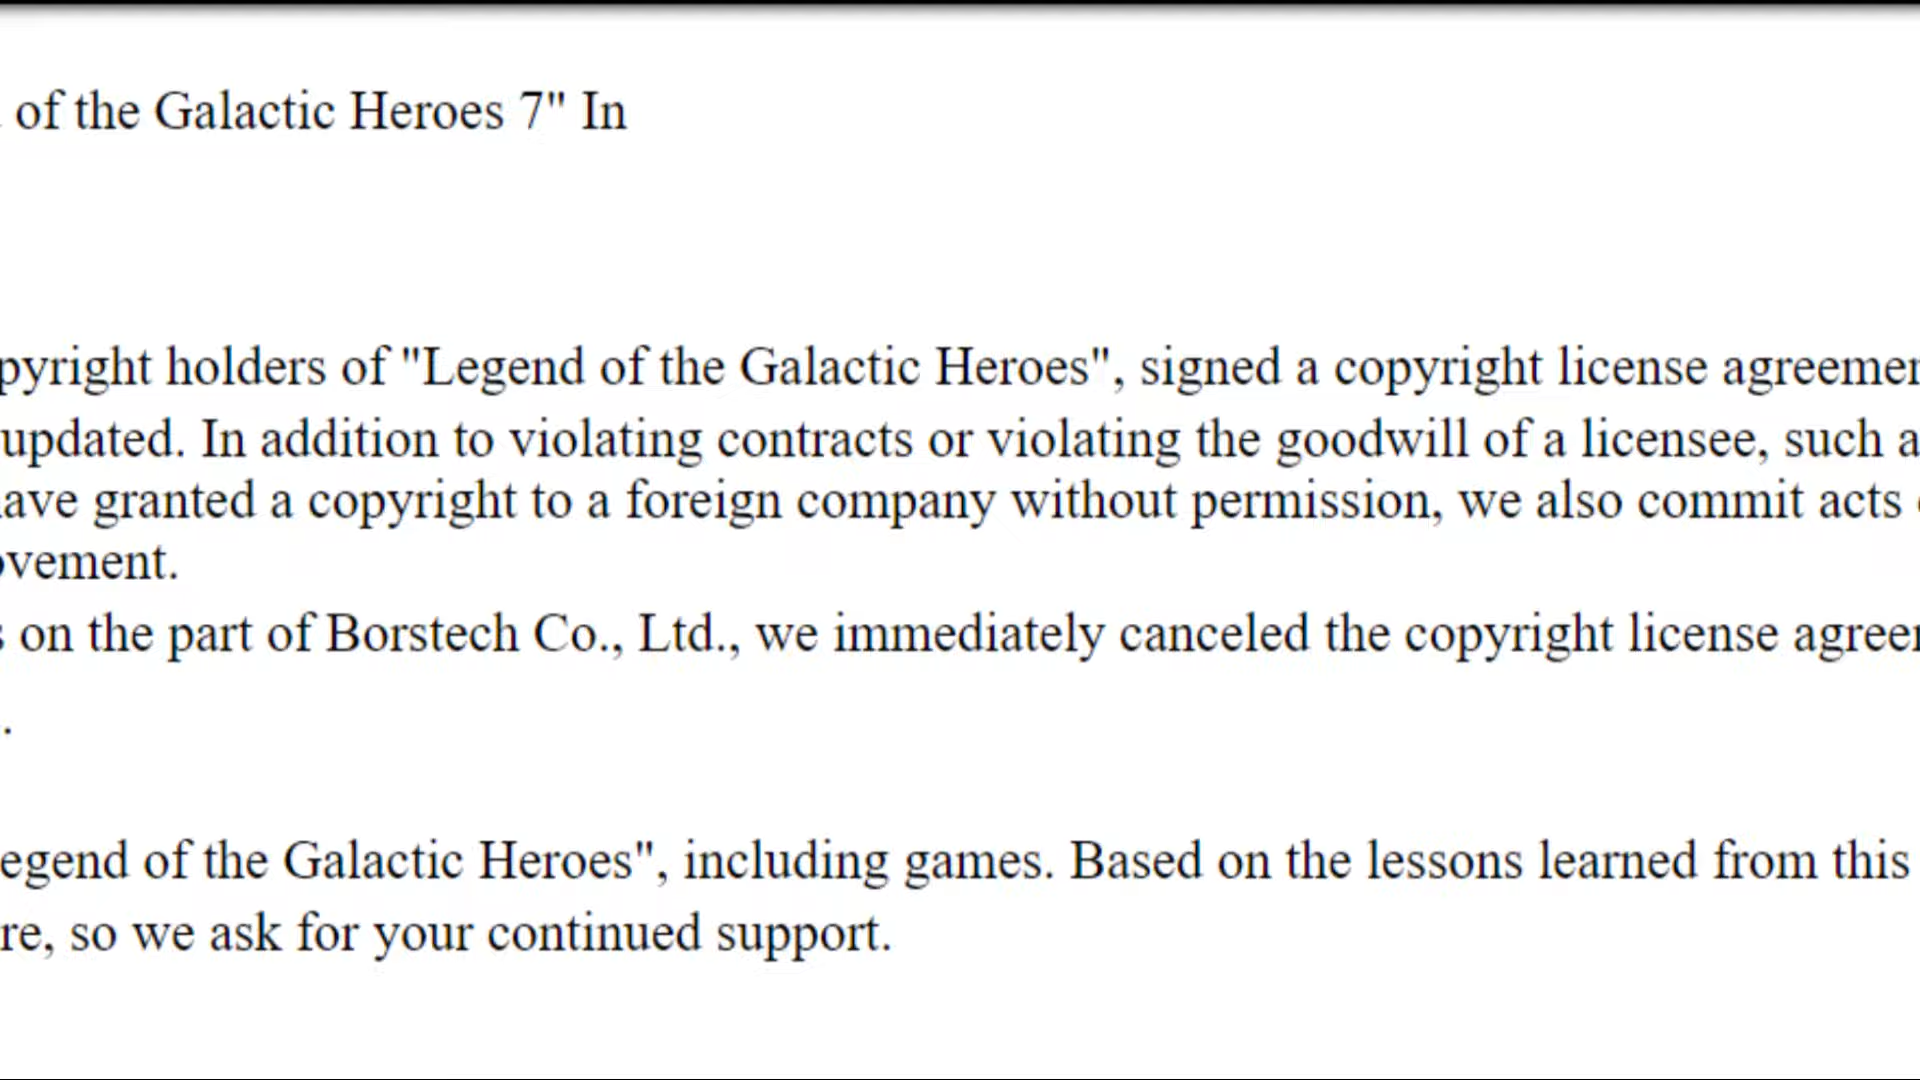 of the Galactic Heroes 7" In
pyright holders of "Legend of the Galactic Heroes", signed a copyright license agreemen
updated. In addition to violating contracts or violating the goodwill of a licensee, such a
ave granted a copyright to a foreign company without permission, we also commit acts
ovement.
s on the part of Borstech Co., Ltd., we immediately canceled the copyright license agreen
.
egend of the Galactic Heroes", including games. Based on the lessons learned from this
re, so we ask for your continued support.